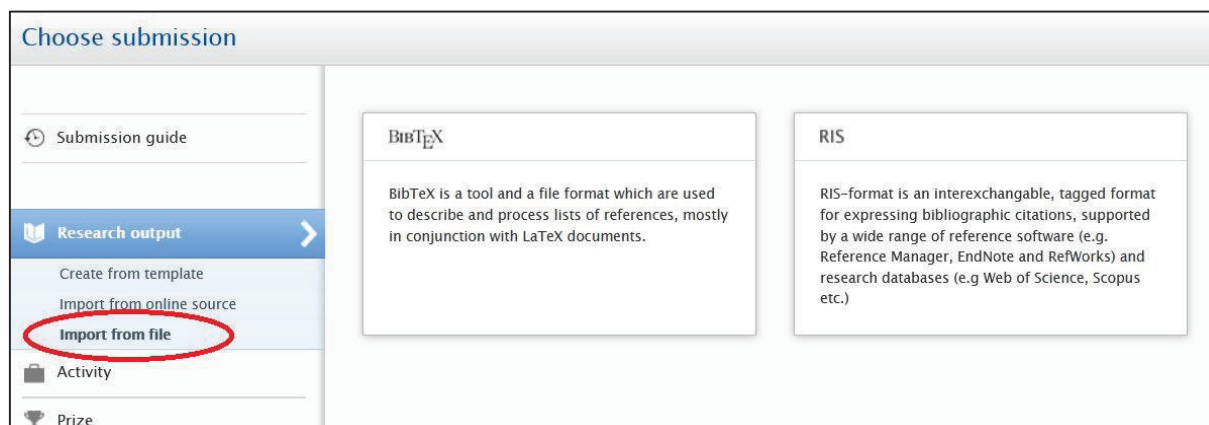 Choose submission
Submission guide
Research output
Create from template
Import from online source
Import from file
Activity
Prize
BIBTEX
BibTeX is a tool and a file format which are used
to describe and process lists of references, mostly
in conjunction with LaTeX documents.
RIS
RIS-format is an interexchangable, tagged format
for expressing bibliographic citations, supported
by a wide range of reference software (e.g.
Reference Manager, EndNote and RefWorks) and
research databases (e.g Web of Science, Scopus
etc.)